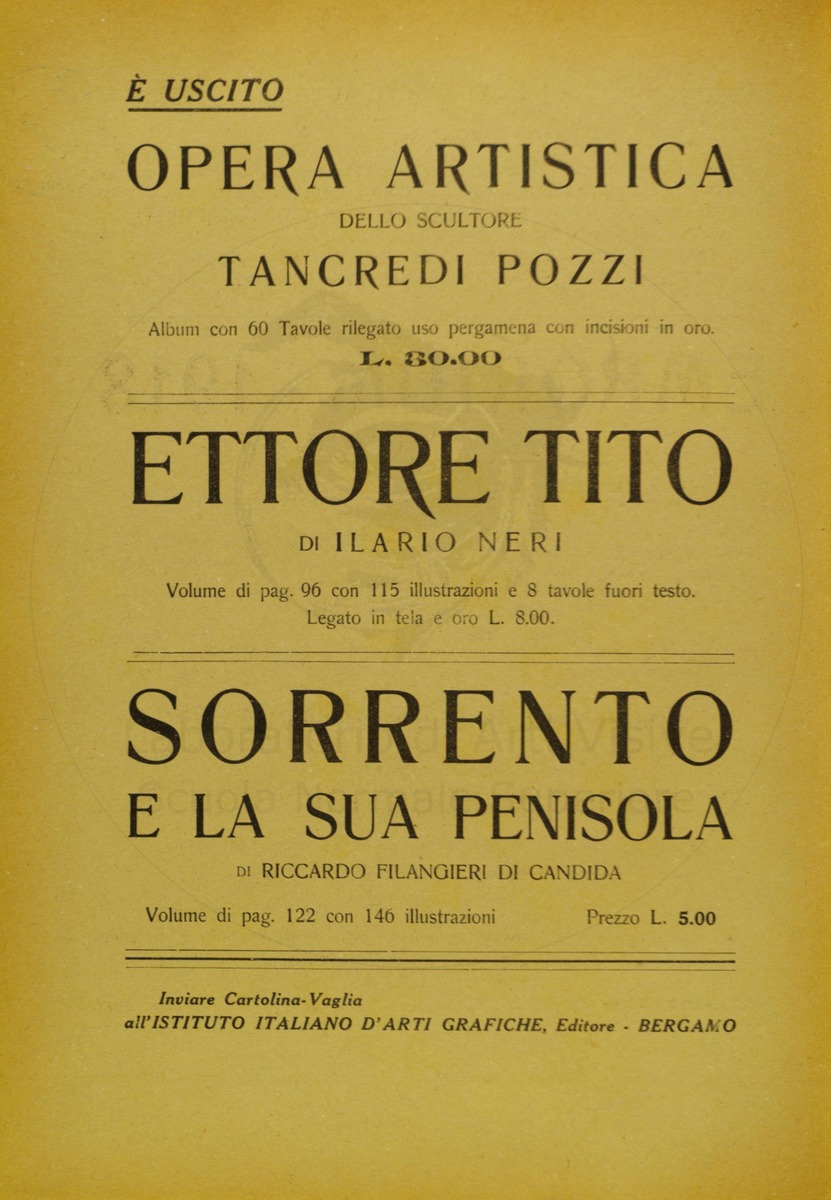 È USCITO
OPERA ARTISTICA
DELLO SCULTORE
TANCREDI POZZI
Album con 60 Tavole rilegato uso pergamena con incisioni in oro.
L. 30.00
ETTORE TITO
DI ILARIO NERI
Volume di pag. 96 con 115 illustrazioni e 8 tavole fuori testo.
Legato in tela e oro L. 8.00.
SORRENTO
E LA SUA PENISOLA
DI RICCARDO FILANGIERI DI CANDIDA
Volume di pag. 122 con 146 illustrazioni Prezzo L. 5.00
Inviare Cartolina-Vaglia
all'ISTITUTO ITALIANO D'ARTI GRAFICHE, Editore - BERGAMO